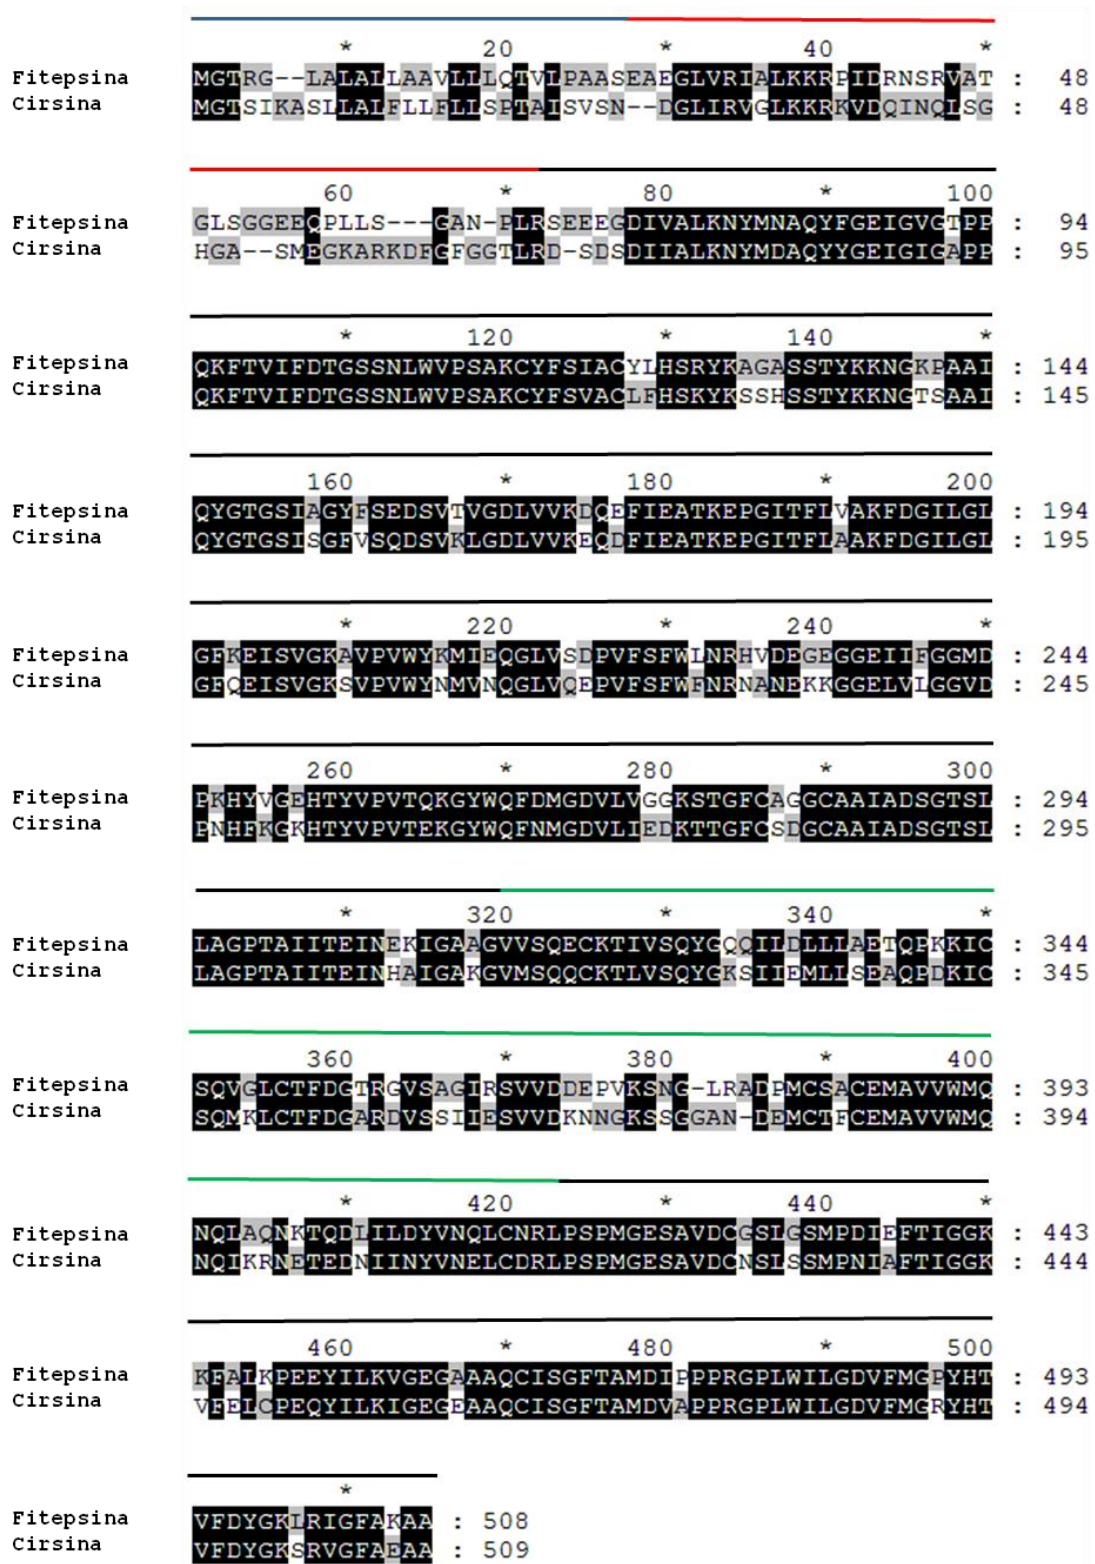 * 20 * 40 *
Fitepsina MGTRG--LALALLAAVLLLQTVLPAASEAEGLVRIALKKRPIDRNSRVAT : 48
Cirsina MGTSIKASLLALFLLFLLSPTAISVSN--DGLIRVGLKKRKVDQINQLSG : 48
60 * 80 * 100
Fitepsina GLSGGEEQPLLS---GAN-PLRSEEEGDIVALKNYMNAQYFGEIGVGTPP : 94
Cirsina HGA--SMEGKARKDFGFGGTLRD-SDSDIIALKNYMDAQYYGEIGIGAPP : 95
* 120 * 140 *
Fitepsina QKFTVIFDTGSSNLWVPSAKCYFSIACYLHSRYKAGASSTYKKNGKPAAI : 144
Cirsina QKFTVIFDTGSSNLWVPSAKCYFSVACLFHSKYKSSHSSTYKKNGTSAAI : 145
160 * 180 * 200
Fitepsina QYGTGSIAGYFSEDSVTVGDLVVKDQEFIEATKEPGITFLVAKFDGILGL : 194
Cirsina QYGTGSISGFVSQDSVKLGDLVVKEQDFIEATKEPGITFLAAKFDGILGL : 195
* 220 * 240 *
Fitepsina GFKEISVGKAVPVWYKMIEQGLVSDPVFSFWLNRHVDEGEGGEIIFGGMD : 244
Cirsina GFQEISVGKSVPVWYNMVNQGLVQEPVFSFWFNRNANEKKGGELVLGGVD : 245
260 * 280 * 300
Fitepsina PKHYVGEHTYVPVTQKGYWQFDMGDVLVGGKSTGFCAGGCAAIADSGTSL : 294
Cirsina PNHFKGKHTYVPVTEKGYWQFNMGDVLIEDKTTGFCSDGCAAIADSGTSL : 295
* 320 * 340 *
Fitepsina LAGPTAIITEINEKIGAAGVVSQECKTIVSQYGQQILDLLLAETQPKKIC : 344
Cirsina LAGPTAIITEINHAIGAKGVMSQQCKTLVSQYGKSIIEMLLSEAQPDKIC : 345
360 * 380 * 400
Fitepsina SQVGLCTFDGTRGVSAGIRSVVDDEPVKSNG-LRADPMCSACEMAVVWMQ : 393
Cirsina SQMKLCTFDGARDVSSIIESVVDKNNGKSSGGAN-DEMCTFCEMAVVWMQ : 394
* 420 * 440 *
Fitepsina NQLAQNKTQDLILDYVNQLCNRLPSPMGESAVDCGSLGSMPDIEFTIGGK : 443
Cirsina NQIKRNETEDNIINYVNELCDRLPSPMGESAVDCNSLSSMPNIAFTIGGK : 444
460 * 480 * 500
Fitepsina KFALKPEEYILKVGEGAAAQCISGFTAMDIPPPRGPLWILGDVFMGPYHT : 493
Cirsina VFELCPEQYILKIGEGEAAQCISGFTAMDVAPPRGPLWILGDVFMGRYHT : 494
*
Fitepsina VFDYGKLRIGFAKAA : 508
Cirsina VFDYGKSRVGFAEAA : 509